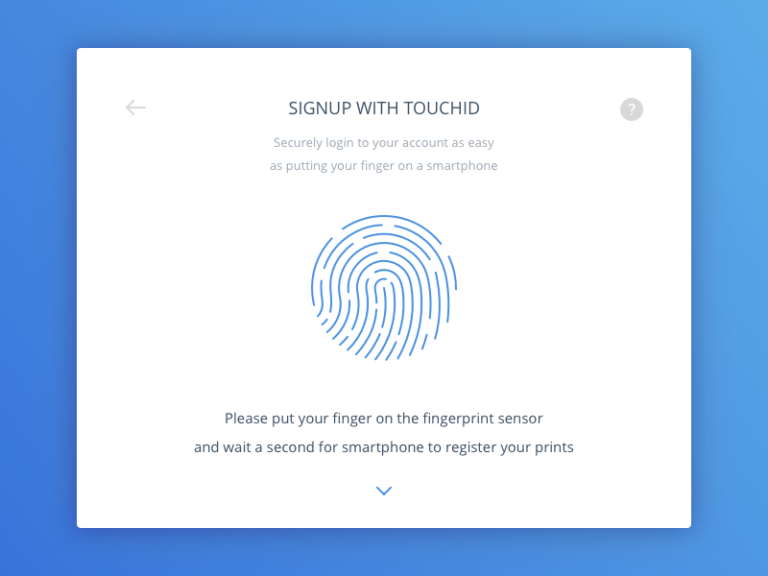 SIGNUP WITH TOUCHID
?
Securely login to your account as easy
as putting your finger on a smartphone
Please put your finger on the fingerprint sensor
and wait a second for smartphone to register your prints